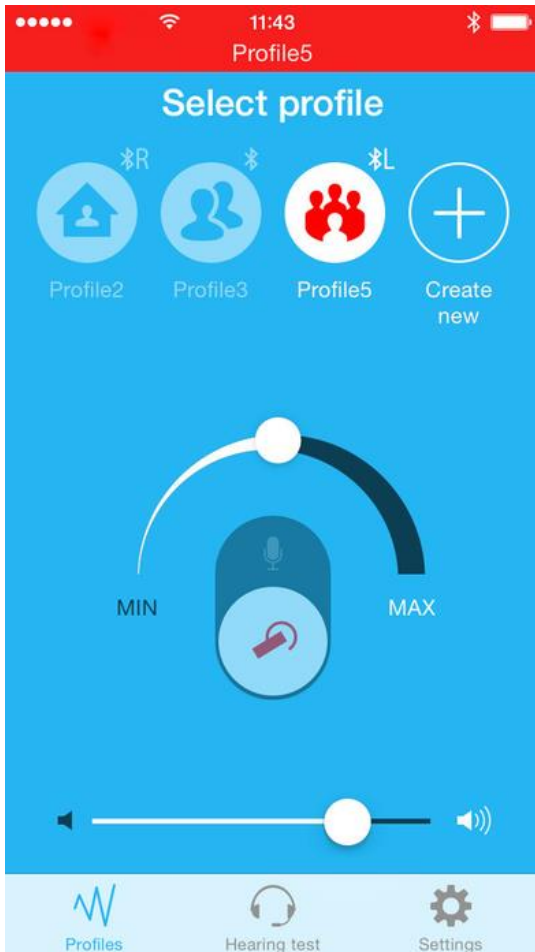 11:43
Profile5
Select profile
R
L
Profile2
Profile3
Profile5
Create
new
MIN
MAX
Profiles
Hearing test
Settings